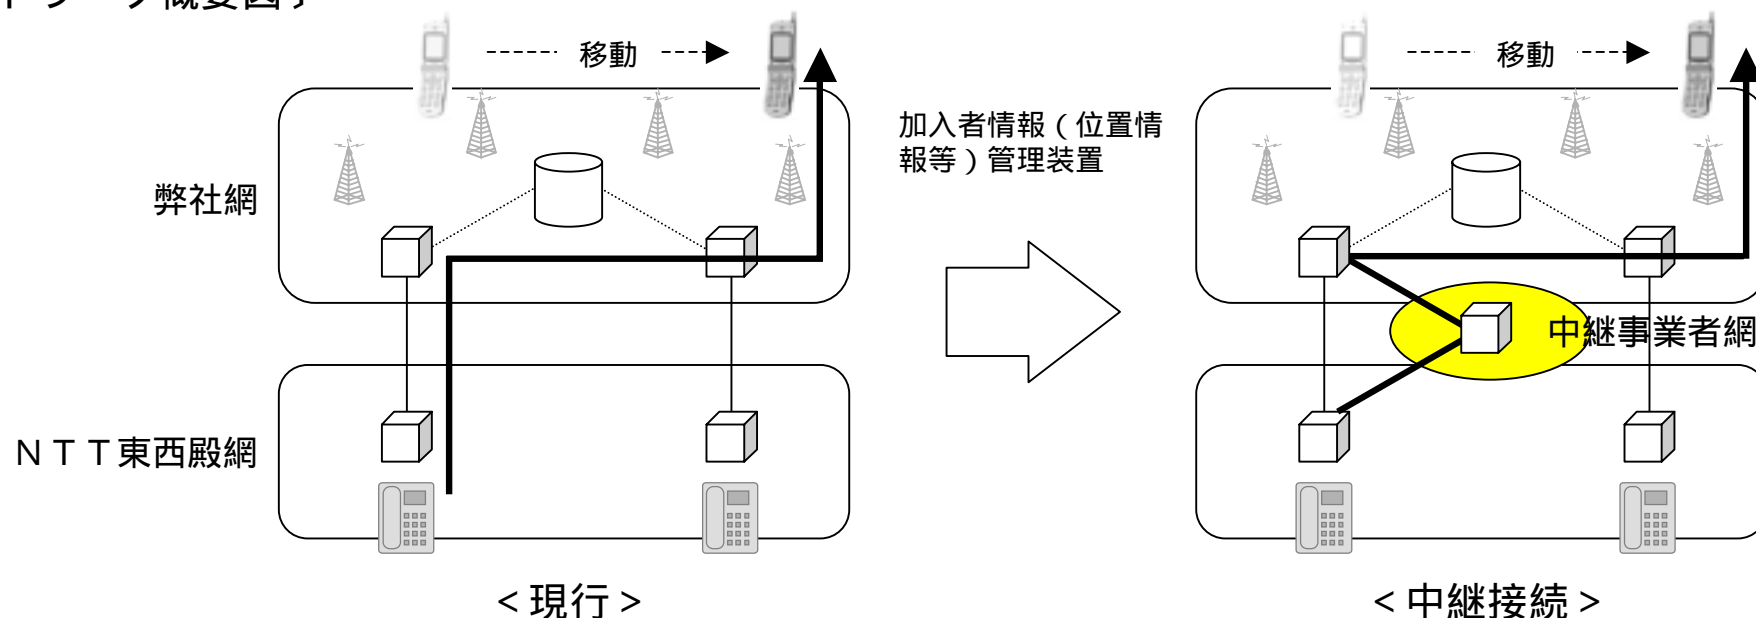 移動
移動
加入者情報（位置情
報等）管理装置
弊社網
中継事業者網
ＮＴＴ東西殿網
＜現行＞
＜中継接続＞